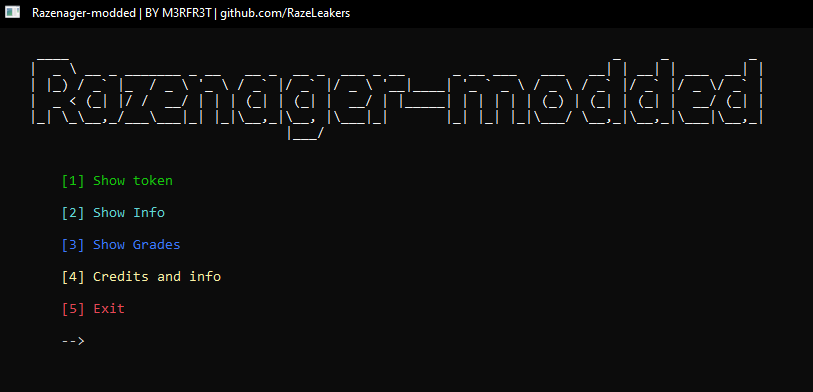 Razenager-modded | BY M3RFR3T | github.com/RazeLeakers
Razenager-modded
[1] Show token
[2] Show Info
[3] Show Grades
[4] Credits and info
[5] Exit
-->